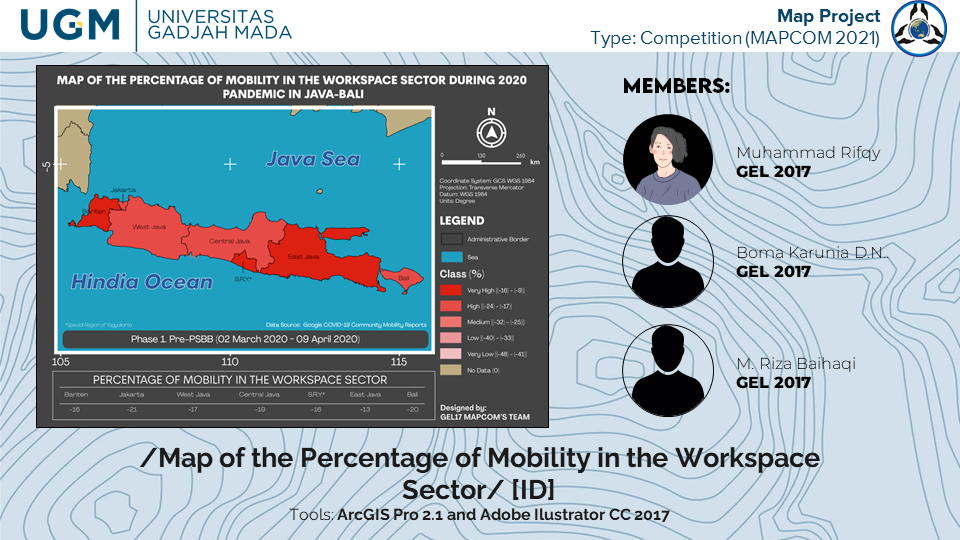 UGM
UNIVERSITAS
GADJAH MADA
Map Project
Type: Competition (MAPCOM 2021)
MAP OF THE PERCENTAGE OF MOBILITY IN THE WORKSPACE SECTOR DURING 2020
PANDEMIC IN JAVA-BALI
N
0 130 260
km
Java Sea
-5
Jakarta
Banten
West Java
Central Java
S.R.Y*
East Java
Bali
Hindia Ocean
*Special Region of Yogyakarta
Data Source: Google COVID-19 Community Mobility Reports
Phase 1. Pre-PSBB (02 March 2020 - 09 April 2020)
105 110 115
Coordinate System: GCS WGS 1984
Projection: Transverse Mercator
Datum: WGS 1984
Units: Degree
LEGEND
Administrative Border
Sea
Class (%)
Very High [(-16) - (-9)]
High [(-24) - (-17)]
Medium [(-32) - (-25)]
Low [(-40) - (-33)]
Very Low [(-48) - (-41)]
No Data (0)
PERCENTAGE OF MOBILITY IN THE WORKSPACE SECTOR
Banten Jakarta West Java Central Java S.R.Y* East Java Bali
-16 -21 -17 -19 -16 -13 -20
Designed by:
GEL17 MAPCOM'S TEAM
MEMBERS:
Muhammad Rifqy
GEL 2017
Boma Karunia D.N..
GEL 2017
M. Riza Baihaqi
GEL 2017
/Map of the Percentage of Mobility in the Workspace
Sector/ [ID]
Tools: ArcGIS Pro 2.1 and Adobe Ilustrator CC 2017